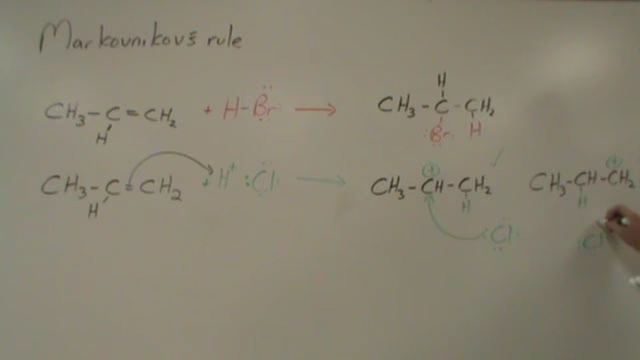 Markovnikov's rule
H
CH3-C=CH2 + H-Br → CH3-C-CH2
H Br H
CH3-C=CH2 + H+ :Cl: → CH3-CH-CH2 CH3-CH-CH2
H + H + H
Cl Cl